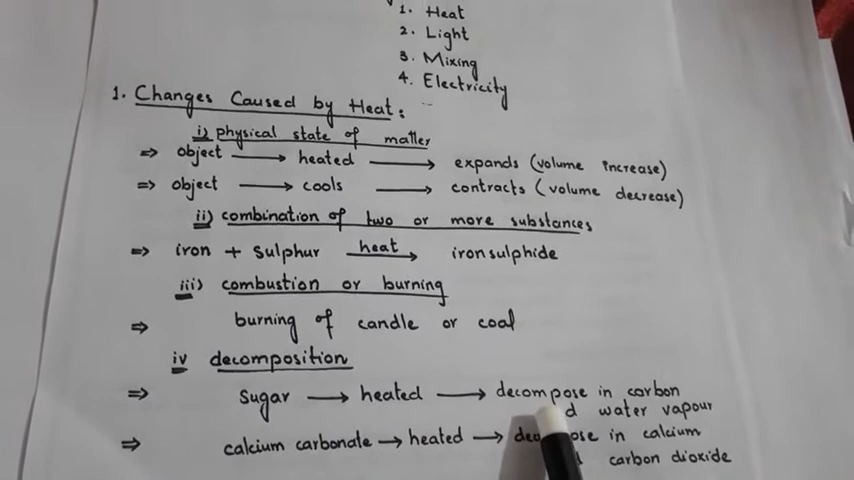 1. Heat
2. Light
3. Mixing
4. Electricity
1. Changes Caused by Heat:
i) physical state of matter
⇒ object → heated → expands (volume increase)
⇒ object → cools → contracts (volume decrease)
ii) combination of two or more substances
⇒ iron + sulphur heat → iron sulphide
iii) combustion or burning
⇒ burning of candle or coal
iv decomposition
⇒ sugar → heated → decompose in carbon
water vapour
⇒ calcium carbonate → heated → in calcium
carbon dioxide